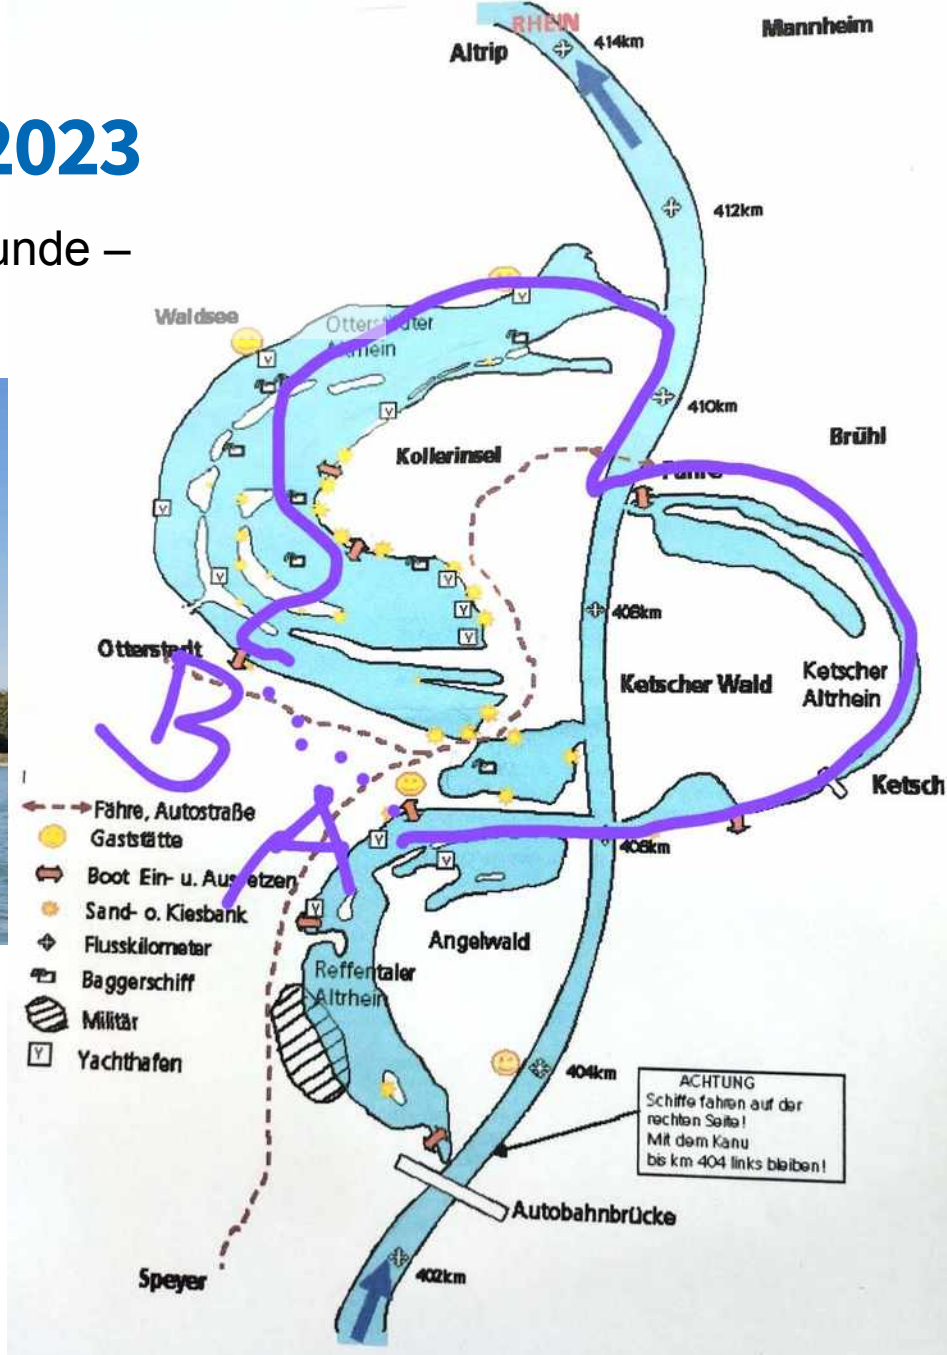 RHEIN
Mannheim
Altrip
414km
2023
412km
unde –
Waldsee
Otterstädter
Altrhein
410km
Brühl
Kollerinsel
Fähre
408km
Otterstadt
Ketscher Wald
Ketscher
Altrhein
B
Ketsch
Fähre, Autostraße
A
Gaststätte
406km
Boot Ein- u. Aussetzen
Sand- o. Kiesbank
Angelwald
Flusskilometer
Reffentaler
Altrhein
Baggerschiff
Militär
Yachthafen
404km
ACHTUNG
Schiffe fahren auf der
rechten Seite!
Mit dem Kanu
bis km 404 links bleiben!
Autobahnbrücke
Speyer
402km